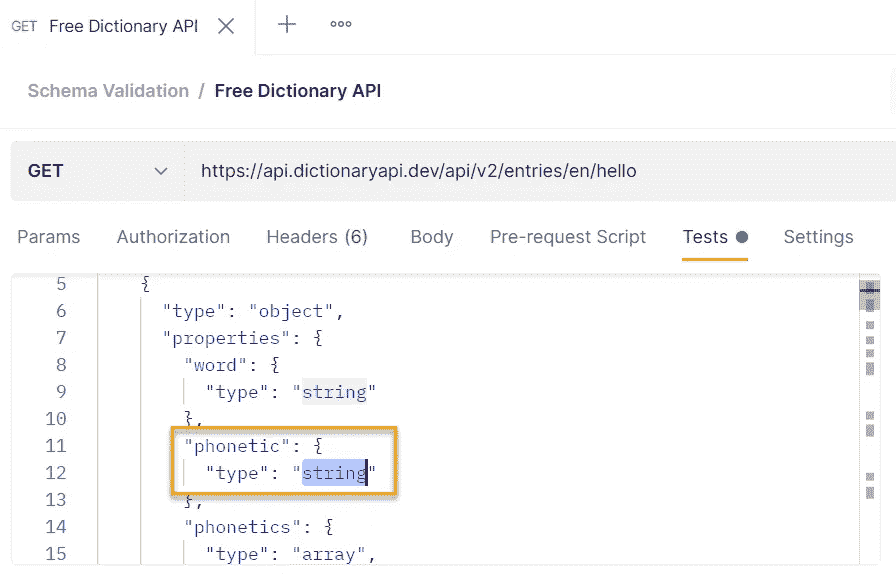 GET Free Dictionary API
Schema Validation / Free Dictionary API
GET https://api.dictionaryapi.dev/api/v2/entries/en/hello
Params Authorization Headers (6) Body Pre-request Script Tests Settings
5 {
6 "type": "object",
7 "properties": {
8 "word": {
9 "type": "string"
10 },
11 "phonetic": {
12 "type": "string"
13 },
14 "phonetics": {
15 "type": "array",